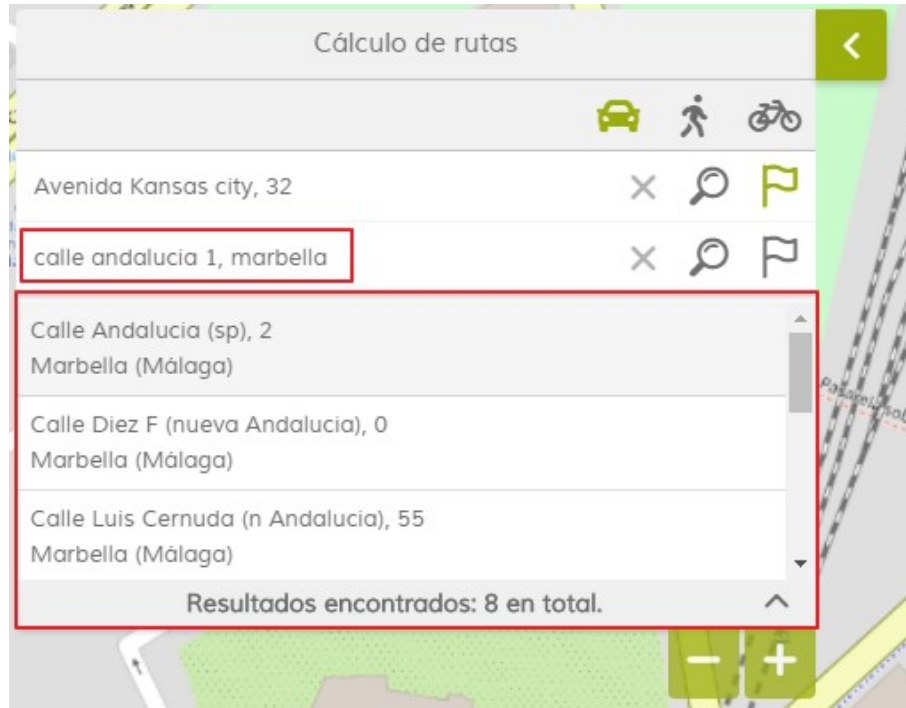 Cálculo de rutas
Avenida Kansas city, 32
calle andalucia 1, marbella
Calle Andalucia (sp), 2
Marbella (Málaga)
Calle Diez F (nueva Andalucia), 0
Marbella (Málaga)
Calle Luis Cernuda (n Andalucia), 55
Marbella (Málaga)
Resultados encontrados: 8 en total.